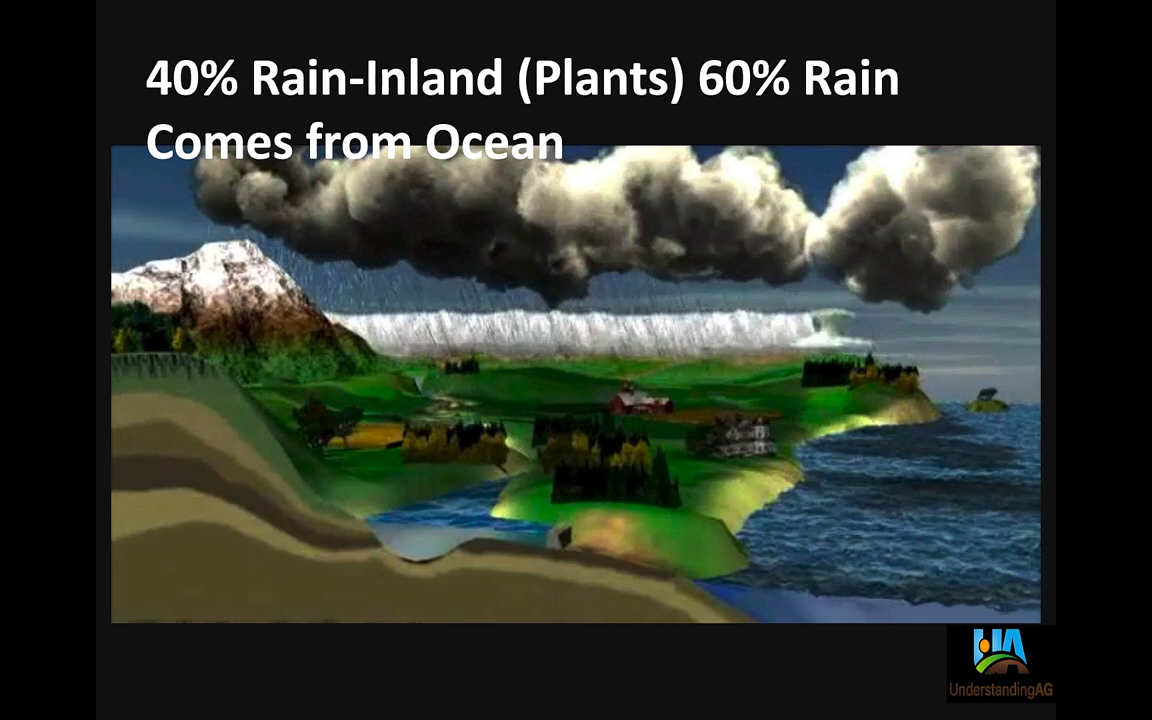 40% Rain-Inland (Plants) 60% Rain
Comes from Ocean
UnderstandingAG